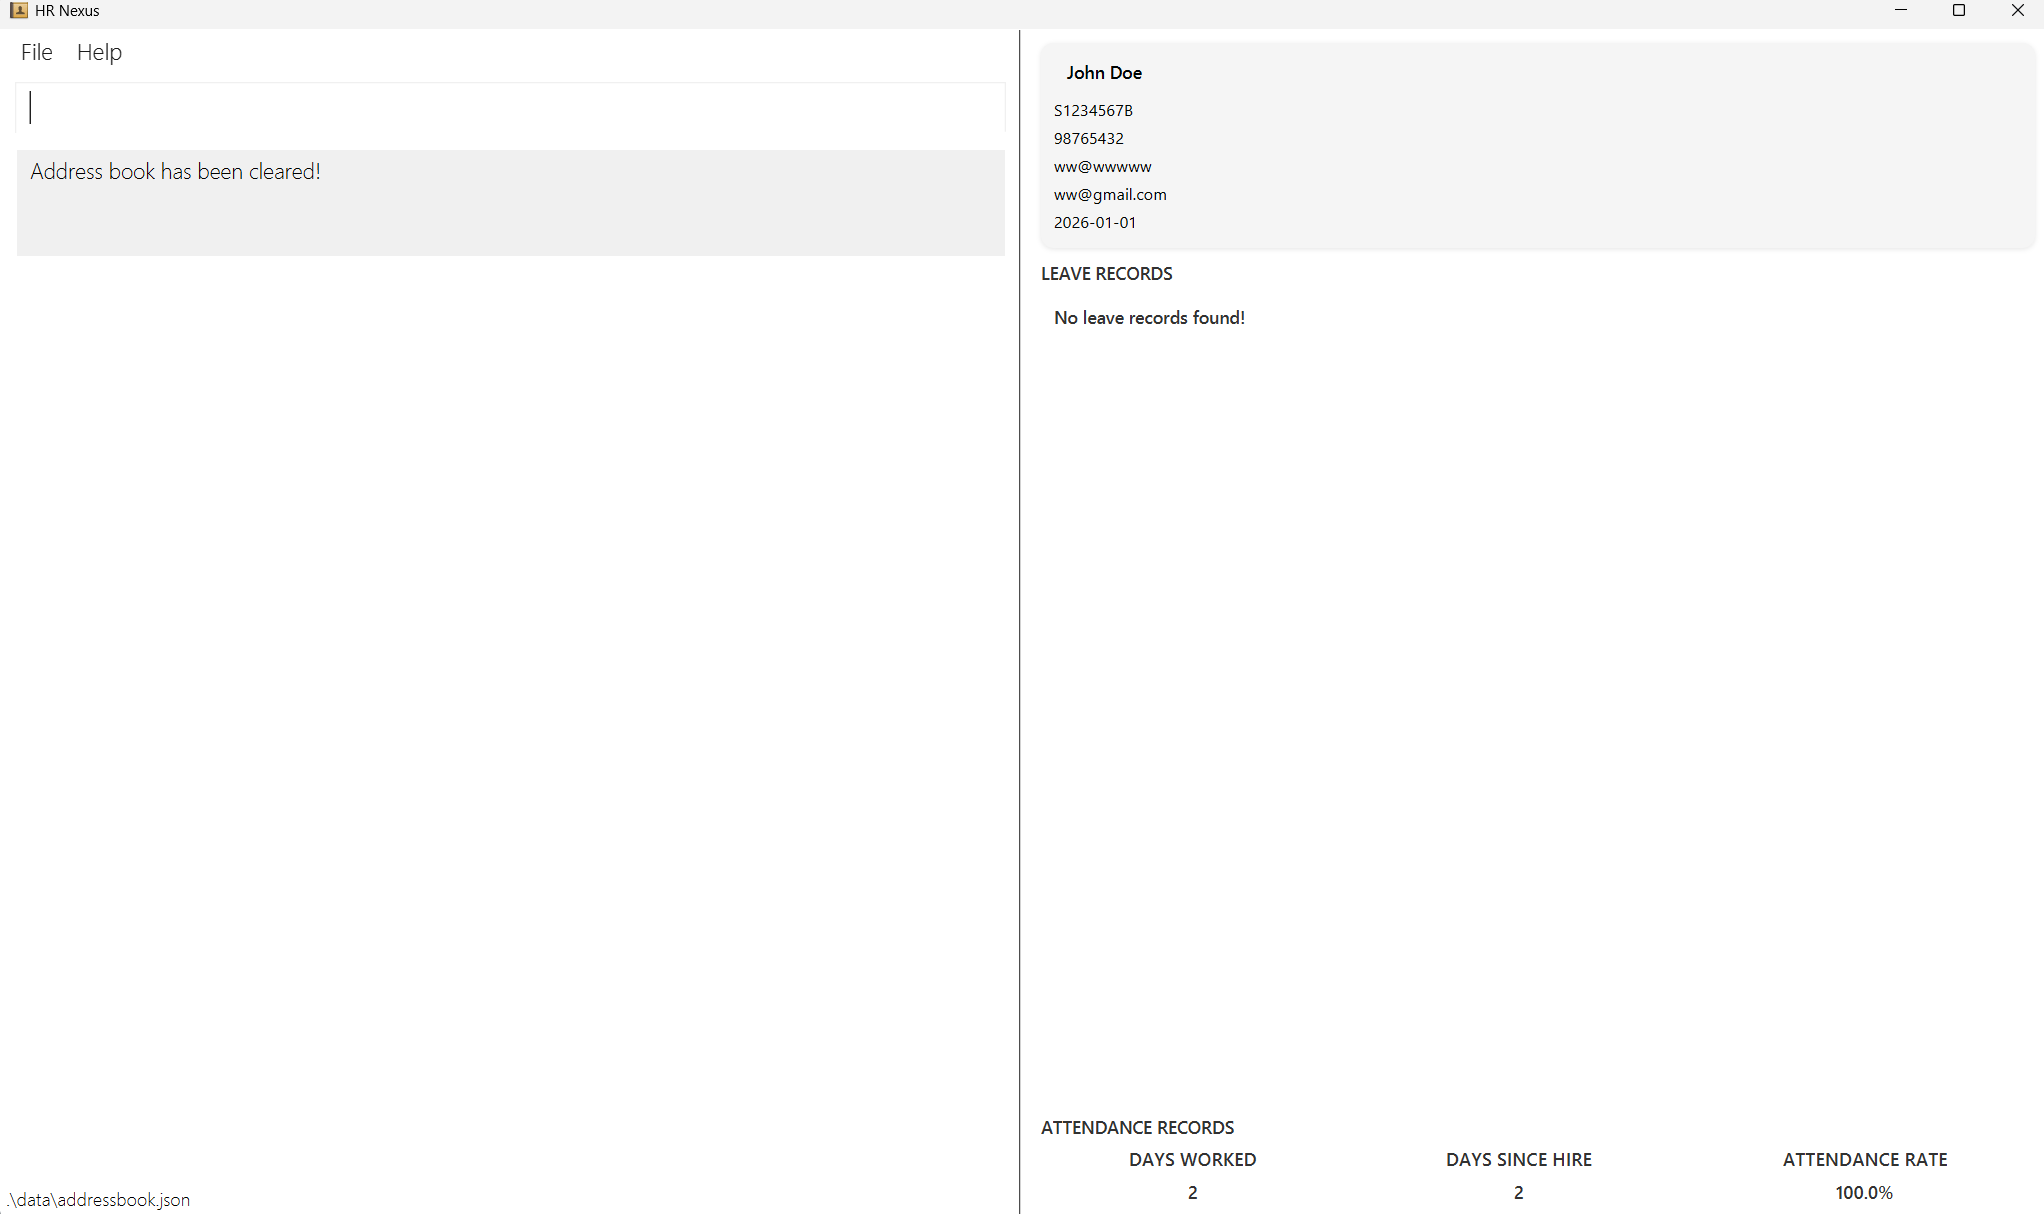 HR Nexus
File Help
Address book has been cleared!
.\data\addressbook.json
John Doe
S1234567B
98765432
ww@wwwww
ww@gmail.com
2026-01-01
LEAVE RECORDS
No leave records found!
ATTENDANCE RECORDS
DAYS WORKED DAYS SINCE HIRE ATTENDANCE RATE
2 2 100.0%